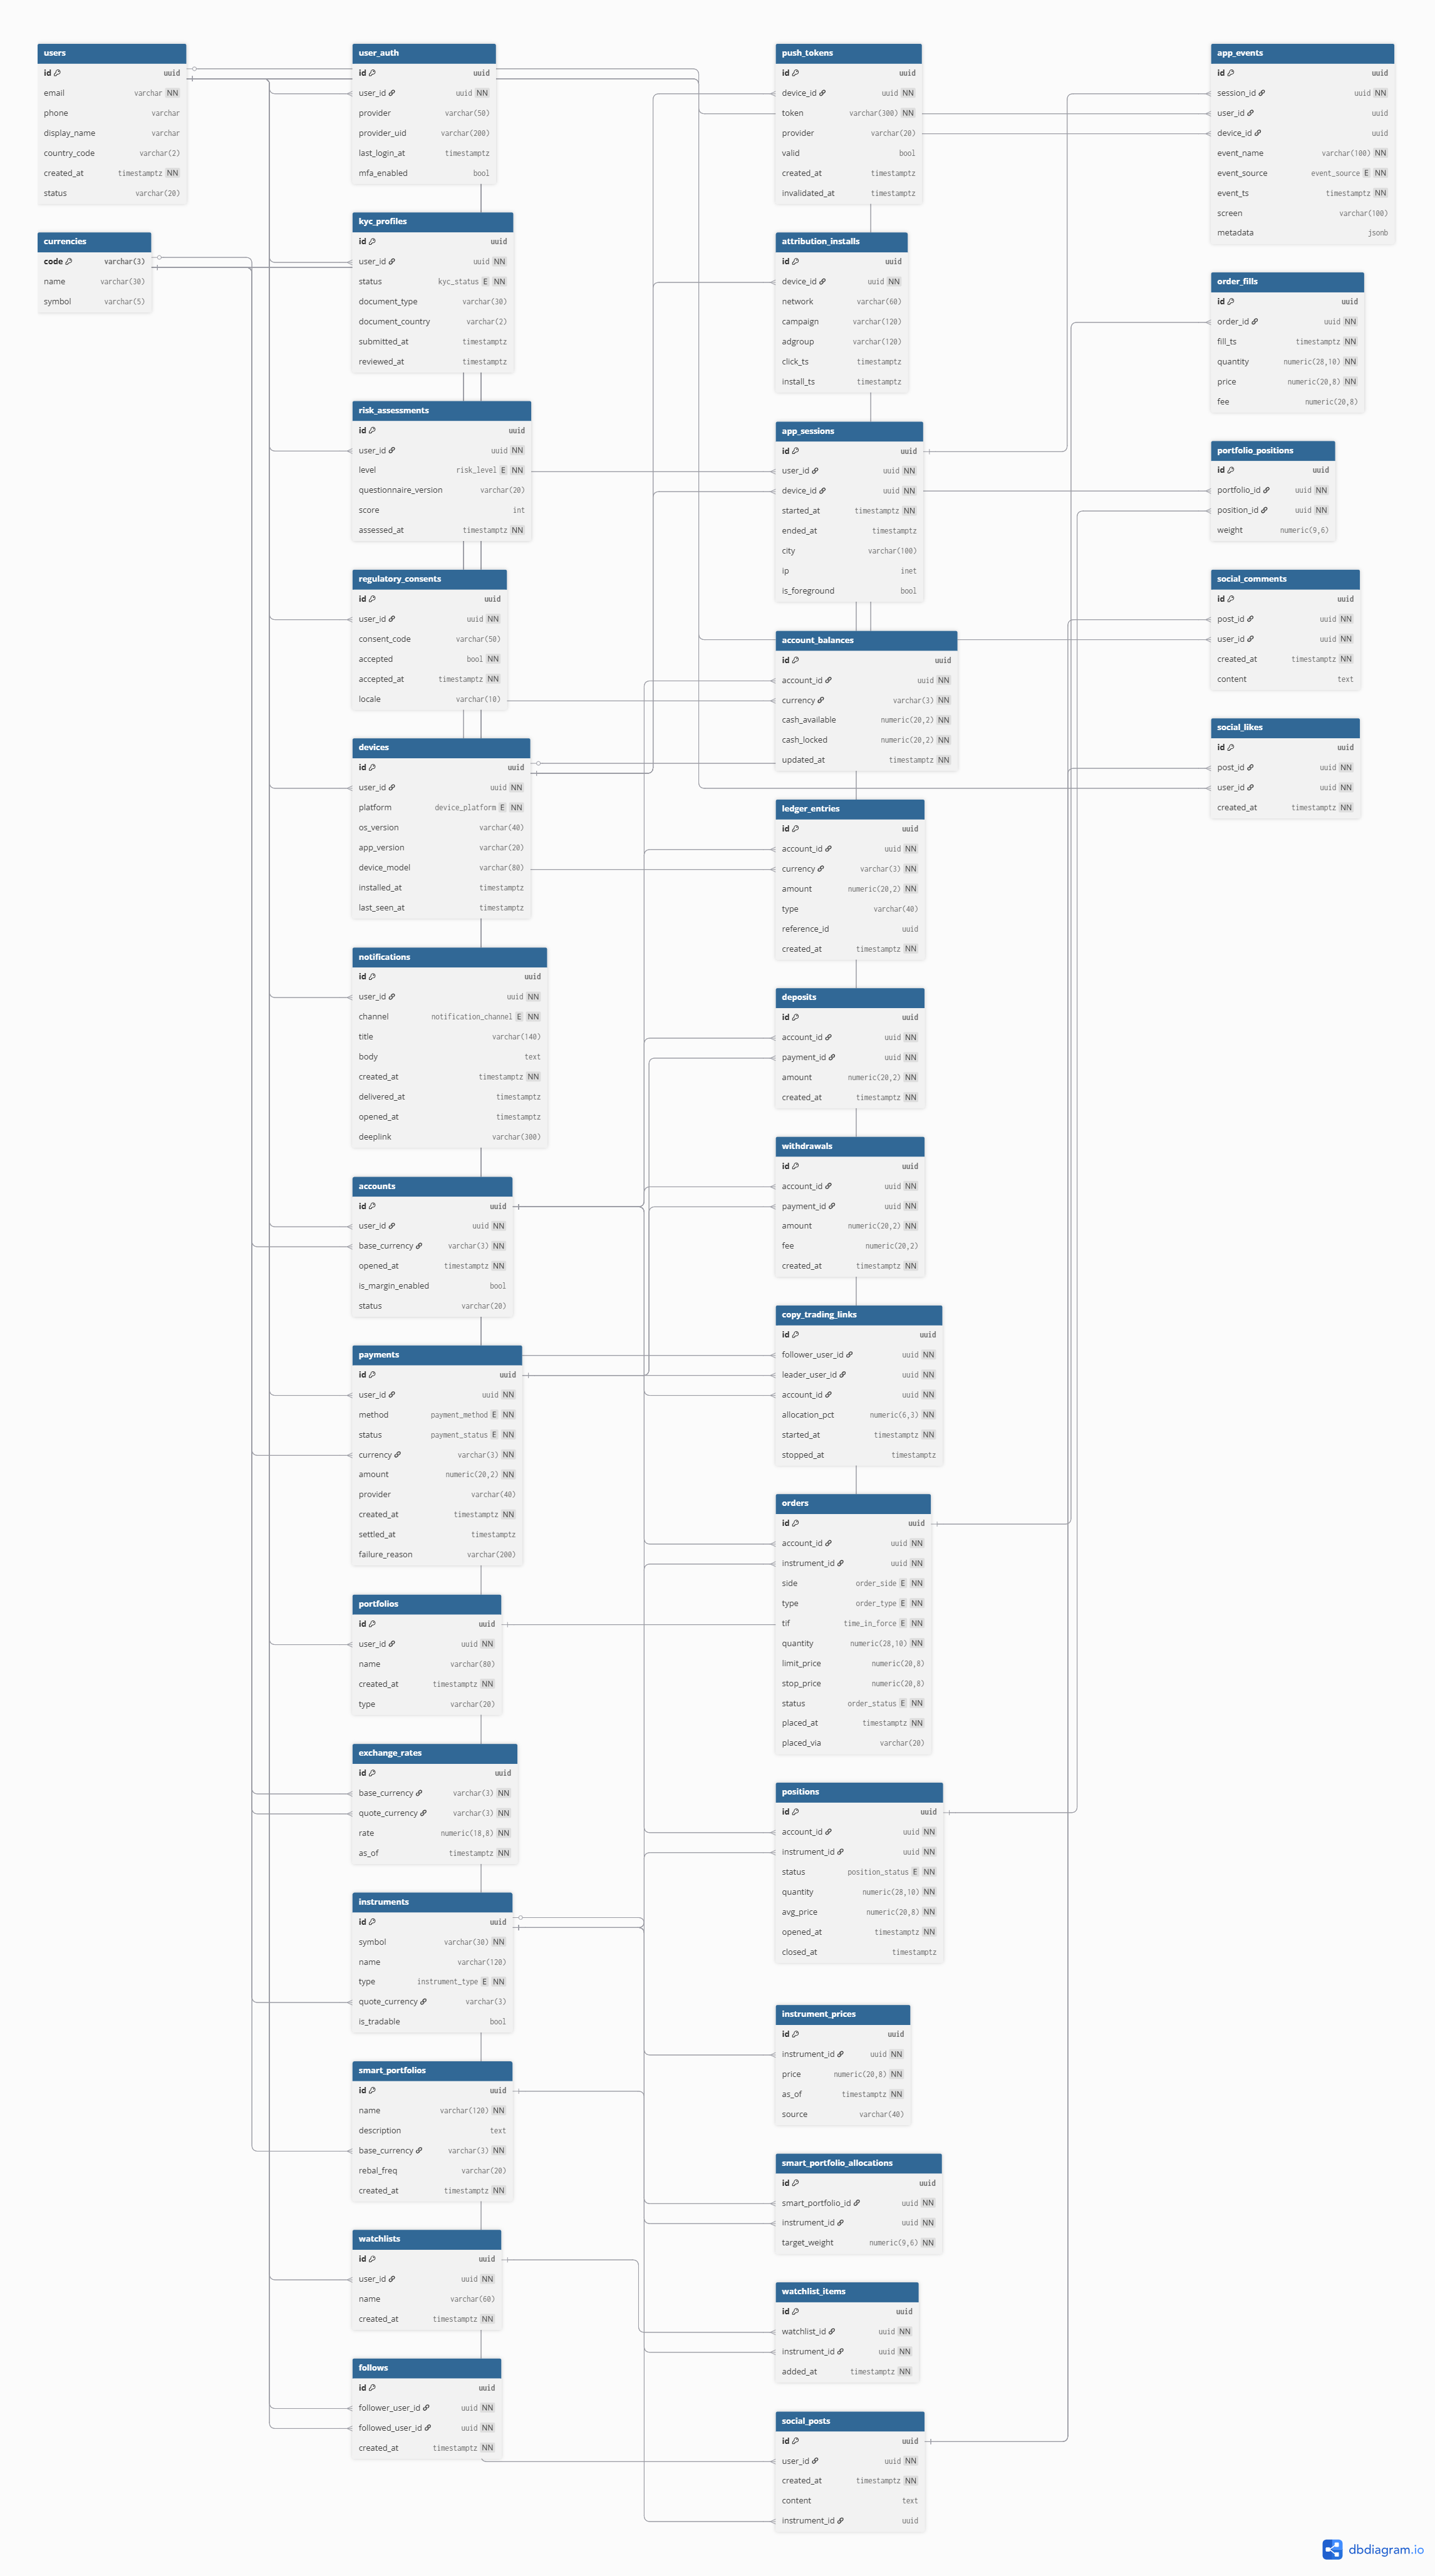 users
id uuid
email varchar NN
phone varchar
display_name varchar
country_code varchar(2)
created_at timestamptz NN
status varchar(20)
currencies
code varchar(3)
name varchar(30)
symbol varchar(5)
user_auth
id uuid
user_id uuid NN
provider varchar(50)
provider_uid varchar(200)
last_login_at timestamptz
mfa_enabled bool
kyc_profiles
id uuid
user_id uuid NN
status kyc_status E NN
document_type varchar(30)
document_country varchar(2)
submitted_at timestamptz
reviewed_at timestamptz
risk_assessments
id uuid
user_id uuid NN
level risk_level E NN
questionnaire_version varchar(20)
score int
assessed_at timestamptz NN
regulatory_consents
id uuid
user_id uuid NN
consent_code varchar(50)
accepted bool NN
accepted_at timestamptz NN
locale varchar(10)
devices
id uuid
user_id uuid NN
platform device_platform E NN
os_version varchar(40)
app_version varchar(20)
device_model varchar(80)
installed_at timestamptz
last_seen_at timestamptz
notifications
id uuid
user_id uuid NN
channel notification_channel E NN
title varchar(140)
body text
created_at timestamptz NN
delivered_at timestamptz
opened_at timestamptz
deeplink varchar(300)
accounts
id uuid
user_id uuid NN
base_currency varchar(3) NN
opened_at timestamptz NN
is_margin_enabled bool
status varchar(20)
payments
id uuid
user_id uuid NN
method payment_method E NN
status payment_status E NN
currency varchar(3) NN
amount numeric(20,2) NN
provider varchar(40)
created_at timestamptz NN
settled_at timestamptz
failure_reason varchar(200)
portfolios
id uuid
user_id uuid NN
name varchar(80)
created_at timestamptz NN
type varchar(20)
exchange_rates
id uuid
base_currency varchar(3) NN
quote_currency varchar(3) NN
rate numeric(18,8) NN
as_of timestamptz NN
instruments
id uuid
symbol varchar(30) NN
name varchar(120)
type instrument_type E NN
quote_currency varchar(3)
is_tradable bool
smart_portfolios
id uuid
name varchar(120) NN
description text
base_currency varchar(3) NN
rebal_freq varchar(20)
created_at timestamptz NN
watchlists
id uuid
user_id uuid NN
name varchar(60)
created_at timestamptz NN
follows
id uuid
follower_user_id uuid NN
followed_user_id uuid NN
created_at timestamptz NN
push_tokens
id uuid
device_id uuid NN
token varchar(300) NN
provider varchar(20)
valid bool
created_at timestamptz
invalidated_at timestamptz
attribution_installs
id uuid
device_id uuid NN
network varchar(60)
campaign varchar(120)
adgroup varchar(120)
click_ts timestamptz
install_ts timestamptz
app_sessions
id uuid
user_id uuid NN
device_id uuid NN
started_at timestamptz NN
ended_at timestamptz
city varchar(100)
ip inet
is_foreground bool
account_balances
id uuid
account_id uuid NN
currency varchar(3) NN
cash_available numeric(20,2) NN
cash_locked numeric(20,2) NN
updated_at timestamptz NN
ledger_entries
id uuid
account_id uuid NN
currency varchar(3) NN
amount numeric(20,2) NN
type varchar(40)
reference_id uuid
created_at timestamptz NN
deposits
id uuid
account_id uuid NN
payment_id uuid NN
amount numeric(20,2) NN
created_at timestamptz NN
withdrawals
id uuid
account_id uuid NN
payment_id uuid NN
amount numeric(20,2) NN
fee numeric(20,2)
created_at timestamptz NN
copy_trading_links
id uuid
follower_user_id uuid NN
leader_user_id uuid NN
account_id uuid NN
allocation_pct numeric(6,3) NN
started_at timestamptz NN
stopped_at timestamptz
orders
id uuid
account_id uuid NN
instrument_id uuid NN
side order_side E NN
type order_type E NN
tif time_in_force E NN
quantity numeric(28,10) NN
limit_price numeric(20,8)
stop_price numeric(20,8)
status order_status E NN
placed_at timestamptz NN
placed_via varchar(20)
positions
id uuid
account_id uuid NN
instrument_id uuid NN
status position_status E NN
quantity numeric(28,10) NN
avg_price numeric(20,8) NN
opened_at timestamptz NN
closed_at timestamptz
instrument_prices
id uuid
instrument_id uuid NN
price numeric(20,8) NN
as_of timestamptz NN
source varchar(40)
smart_portfolio_allocations
id uuid
smart_portfolio_id uuid NN
instrument_id uuid NN
target_weight numeric(9,6) NN
watchlist_items
id uuid
watchlist_id uuid NN
instrument_id uuid NN
added_at timestamptz NN
social_posts
id uuid
user_id uuid NN
created_at timestamptz NN
content text
instrument_id uuid
app_events
id uuid
session_id uuid NN
user_id uuid
device_id uuid
event_name varchar(100) NN
event_source event_source E NN
event_ts timestamptz NN
screen varchar(100)
metadata jsonb
order_fills
id uuid
order_id uuid NN
fill_ts timestamptz NN
quantity numeric(28,10) NN
price numeric(20,8) NN
fee numeric(20,8)
portfolio_positions
id uuid
portfolio_id uuid NN
position_id uuid NN
weight numeric(9,6)
social_comments
id uuid
post_id uuid NN
user_id uuid NN
created_at timestamptz NN
content text
social_likes
id uuid
post_id uuid NN
user_id uuid NN
created_at timestamptz NN
dbdiagram.io